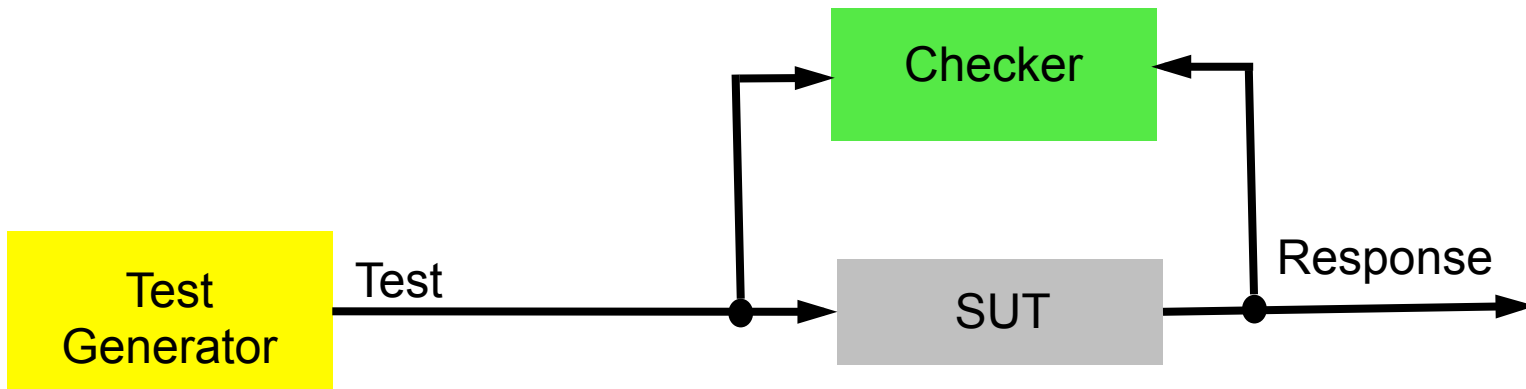 Checker
Test
Generator
Test
SUT
Response